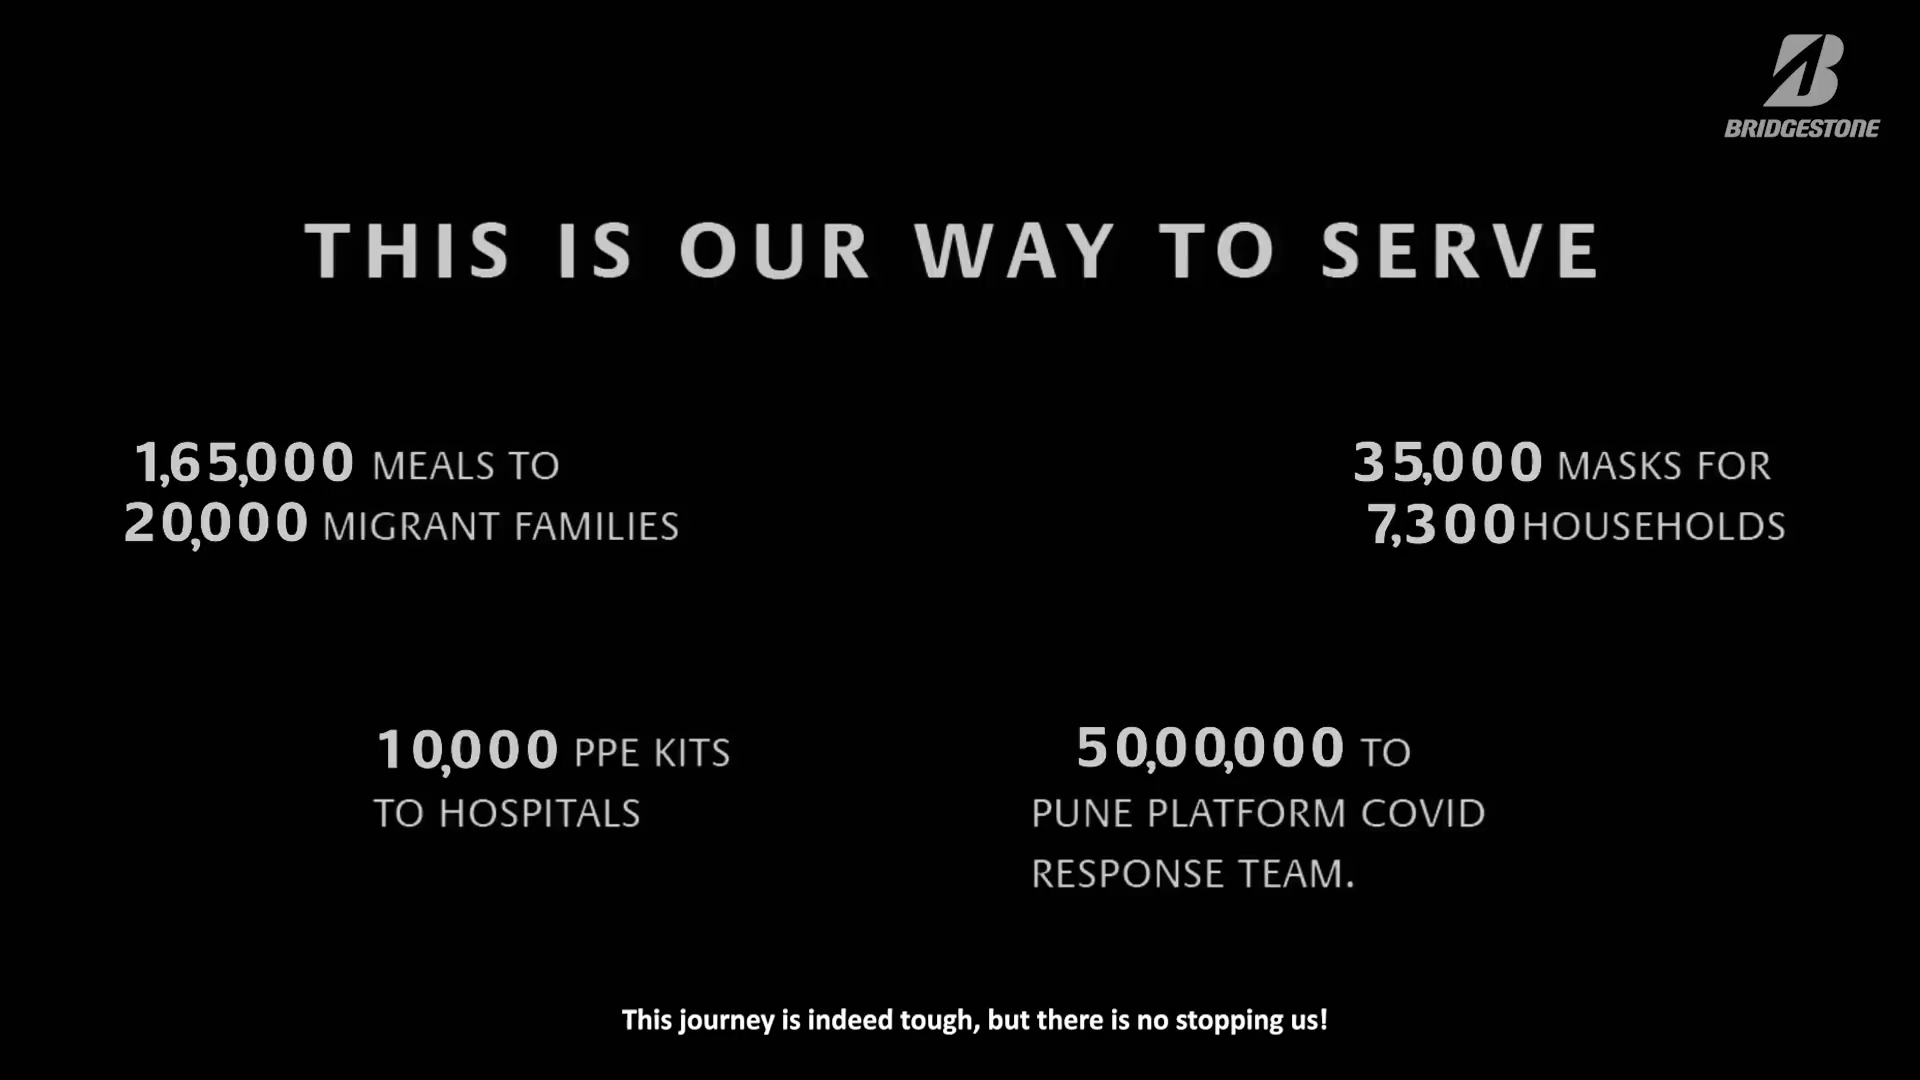 BRIDGESTONE
THIS IS OUR WAY TO SERVE
1,65,000 MEALS TO
20,000 MIGRANT FAMILIES
35,000 MASKS FOR
7,300 HOUSEHOLDS
10,000 PPE KITS
TO HOSPITALS
50,00,000 TO
PUNE PLATFORM COVID
RESPONSE TEAM.
This journey is indeed tough, but there is no stopping us!